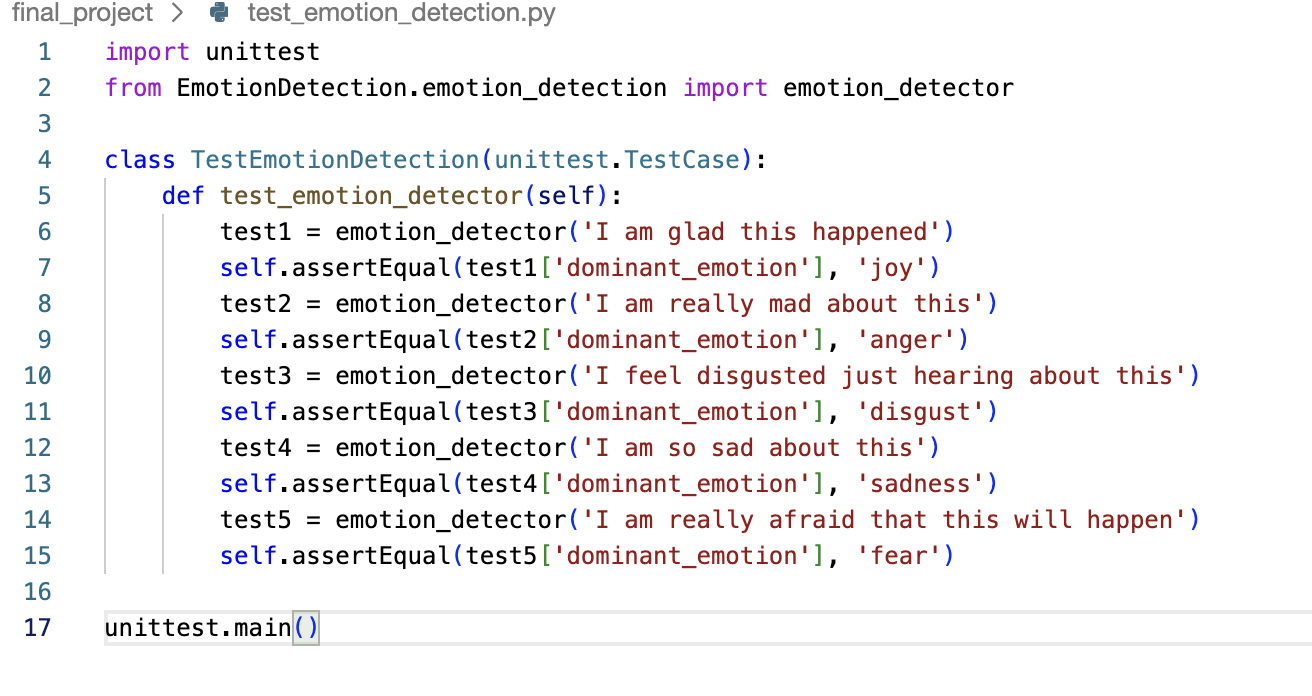 final_project > test_emotion_detection.py
1 import unittest
2 from EmotionDetection.emotion_detection import emotion_detector
3
4 class TestEmotionDetection(unittest.TestCase):
5     def test_emotion_detector(self):
6         test1 = emotion_detector('I am glad this happened')
7         self.assertEqual(test1['dominant_emotion'], 'joy')
8         test2 = emotion_detector('I am really mad about this')
9         self.assertEqual(test2['dominant_emotion'], 'anger')
10         test3 = emotion_detector('I feel disgusted just hearing about this')
11         self.assertEqual(test3['dominant_emotion'], 'disgust')
12         test4 = emotion_detector('I am so sad about this')
13         self.assertEqual(test4['dominant_emotion'], 'sadness')
14         test5 = emotion_detector('I am really afraid that this will happen')
15         self.assertEqual(test5['dominant_emotion'], 'fear')
16
17 unittest.main()